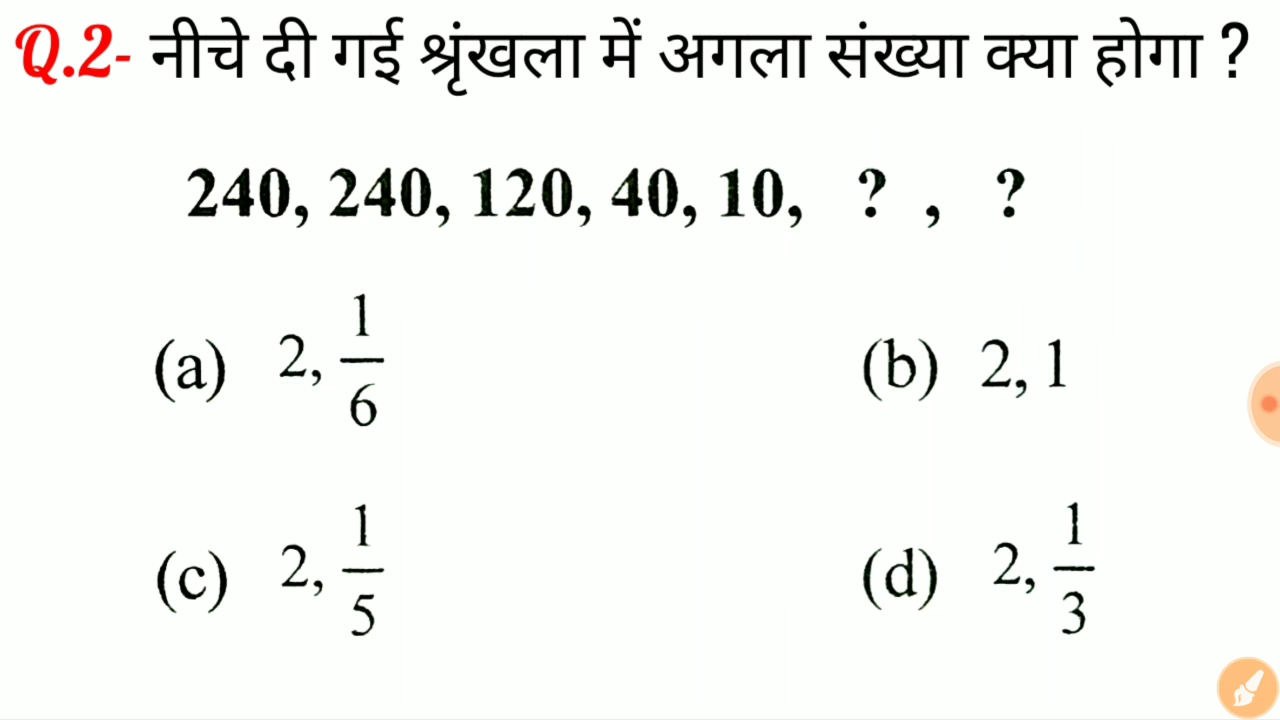 Q.2- नीचे दी गई श्रृंखला में अगला संख्या क्या होगा ?
240, 240, 120, 40, 10, ? , ?
(a) 2, 1/6
(b) 2, 1
(c) 2, 1/5
(d) 2, 1/3